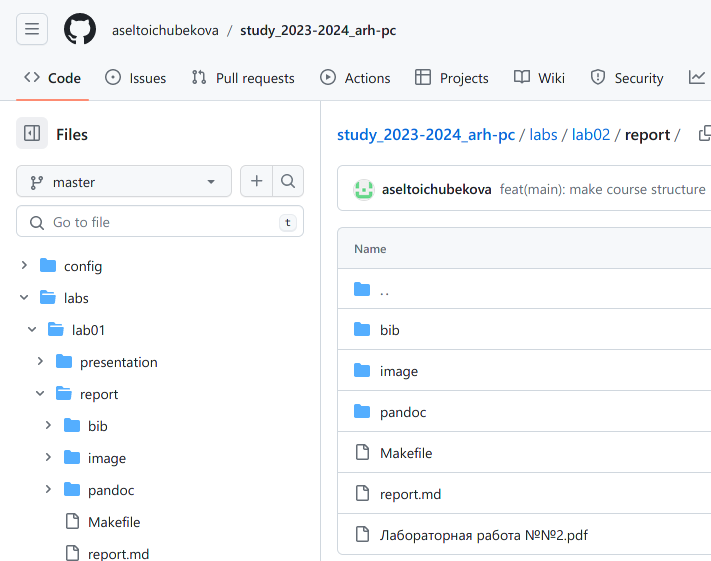 aseltoichubekova / study_2023-2024_arh-pc
Code Issues Pull requests Actions Projects Wiki Security
Files
master
Go to file t
config
labs
lab01
presentation
report
bib
image
pandoc
Makefile
report.md
study_2023-2024_arh-pc / labs / lab02 / report /
aseltoichubekova feat(main): make course structure
Name
..
bib
image
pandoc
Makefile
report.md
Лабораторная работа №№2.pdf